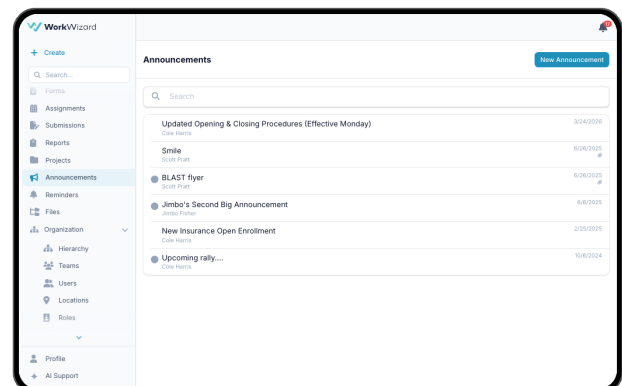 WorkWizard
17
Create
Search...
Forms
Assignments
Submissions
Reports
Projects
Announcements
Reminders
Files
Organization
Hierarchy
Teams
Users
Locations
Roles
Profile
AI Support
Announcements
New Announcement
Search
Updated Opening & Closing Procedures (Effective Monday)
3/24/2026
Cole Harris
Smile
6/26/2025
Scott Pratt
BLAST flyer
6/26/2025
Scott Pratt
Jimbo's Second Big Announcement
6/6/2025
Jimbo Fisher
New Insurance Open Enrollment
2/25/2025
Cole Harris
Upcoming rally....
10/6/2024
Cole Harris